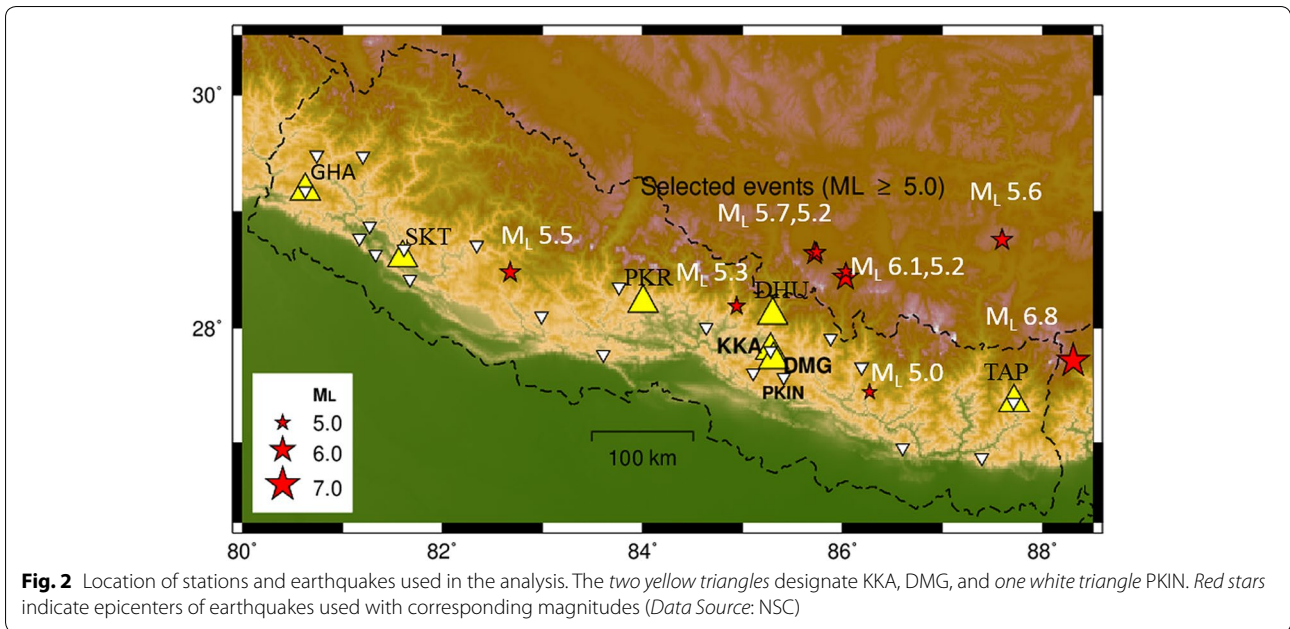 30°
GHA
Selected events (ML ≥ 5.0)
ML 5.6
ML 5.7,5.2
SKT
ML 5.5
PKR
ML 5.3
ML 6.1,5.2
DHU
28°
ML 6.8
KKA
DMG
PKIN
ML 5.0
TAP
ML
5.0
6.0
7.0
100 km
80°
82°
84°
86°
88°
Fig. 2 Location of stations and earthquakes used in the analysis. The two yellow triangles designate KKA, DMG, and one white triangle PKIN. Red stars
indicate epicenters of earthquakes used with corresponding magnitudes (Data Source: NSC)